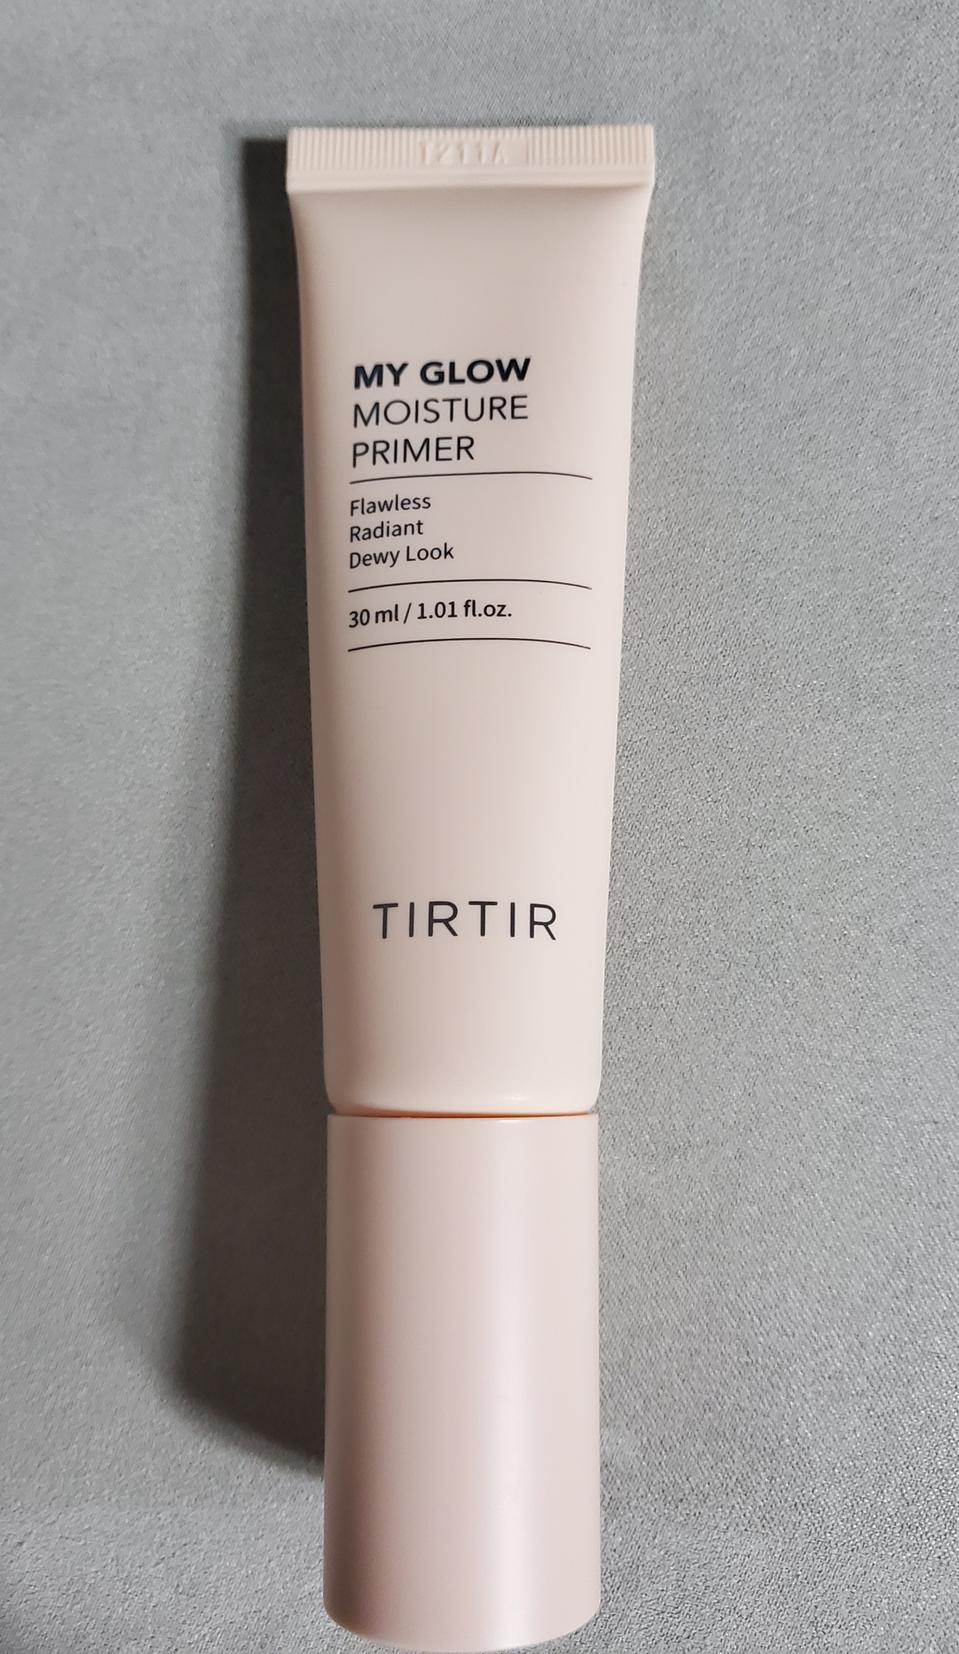 MY GLOW
MOISTURE
PRIMER
Flawless
Radiant
Dewy Look
30 ml / 1.01 fl.oz.
TIRTIR